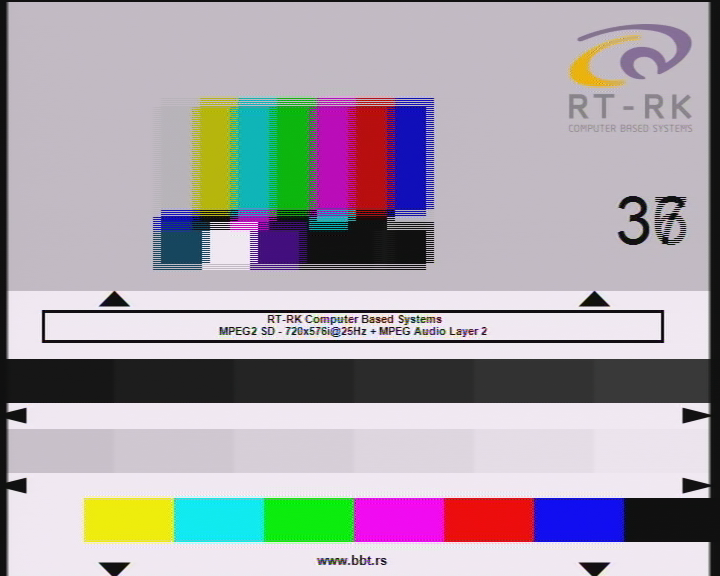 RT-RK
COMPUTER BASED SYSTEMS
RT-RK Computer Based Systems
MPEG2 SD - 720x576i@25Hz + MPEG Audio Layer 2
www.bbt.rs